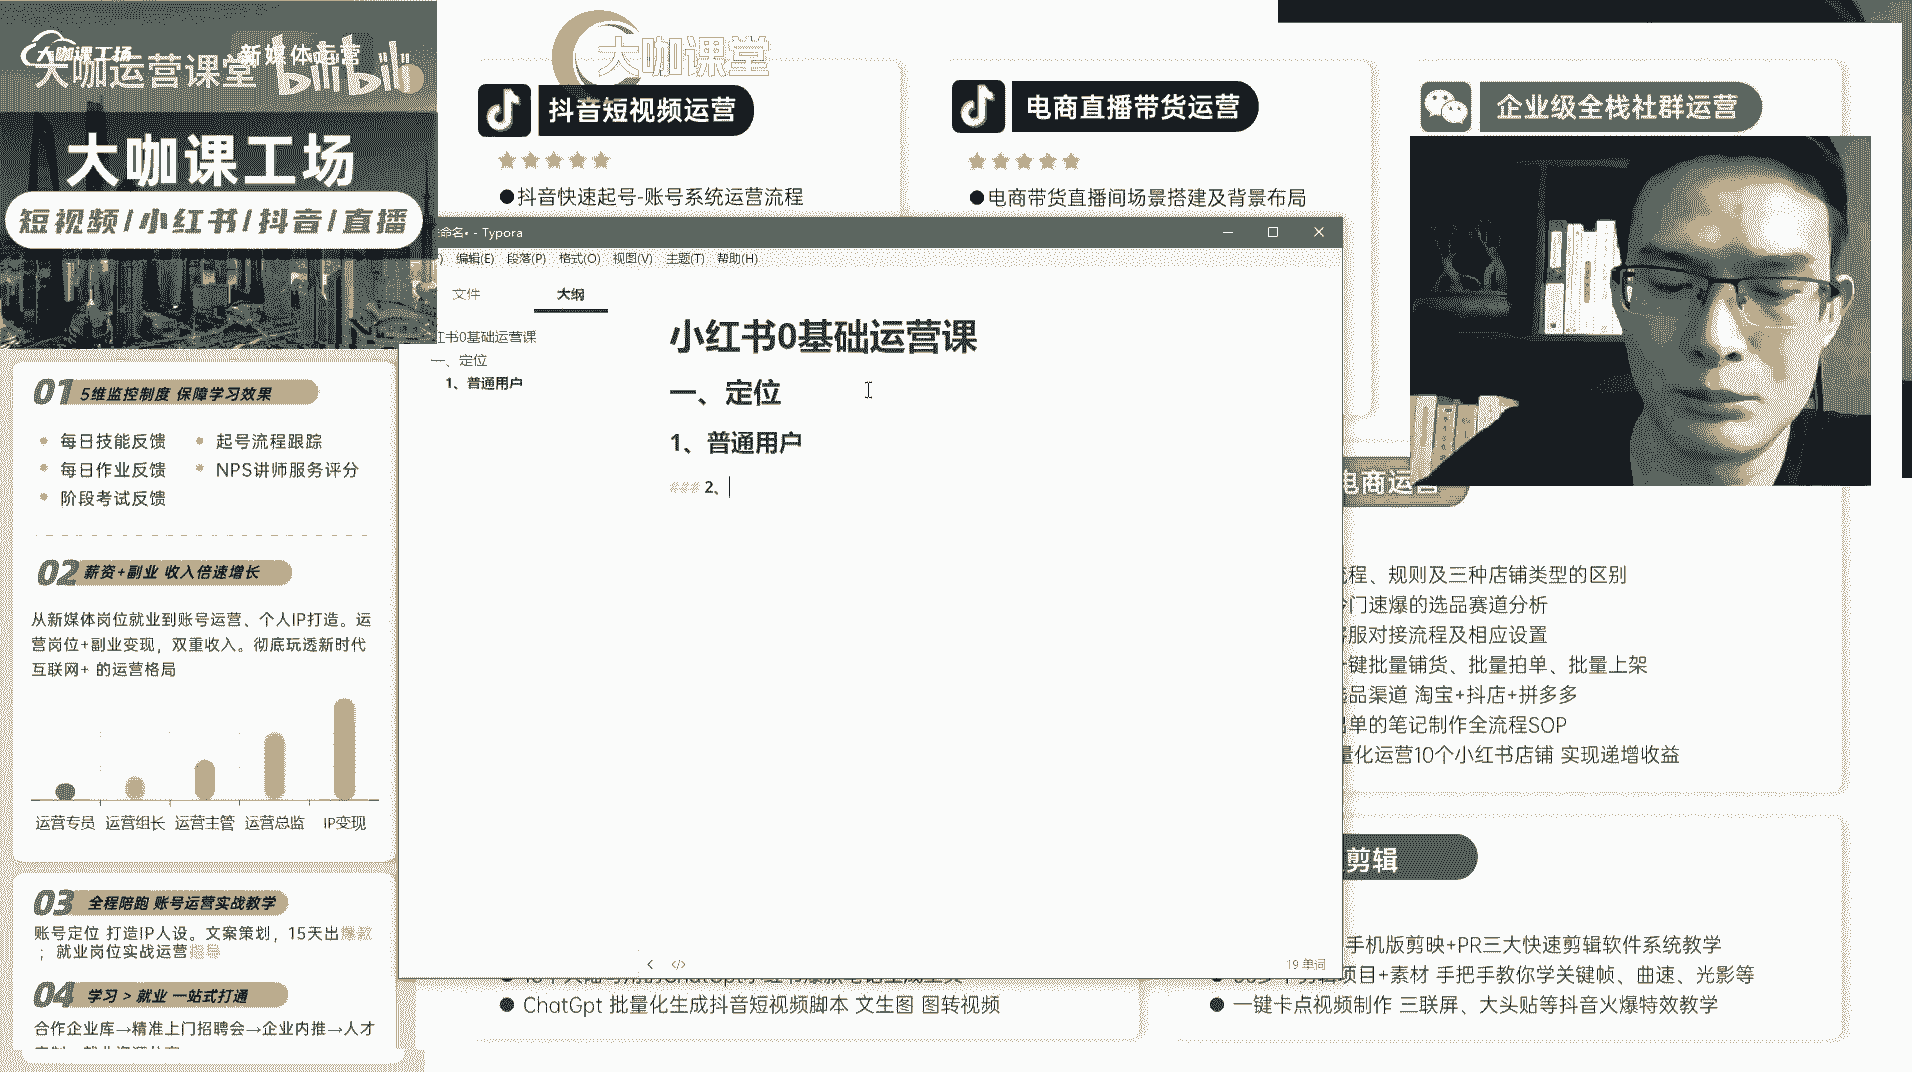 大咖课工场
新媒体运营
大咖运营课堂
bilibili
大咖课工场
短视频/小红书/抖音/直播
01 5维监控制度 保障学习效果
每日技能反馈
起号流程跟踪
每日作业反馈
NPS讲师服务评分
阶段考试反馈
02 薪资+副业 收入倍速增长
从新媒体岗位就业到账号运营、个人IP打造。运
营岗位+副业变现，双重收入。彻底玩透新时代
互联网+ 的运营格局
运营专员 运营组长 运营主管 运营总监 IP变现
03 全程陪跑 账号运营实战教学
账号定位 打造IP人设。文案策划，15天出爆款
；就业岗位实战运营指导
04 学习 > 就业 一站式打通
合作企业库→精准上门招聘会→企业内推→人才
大咖课堂
抖音短视频运营
●抖音快速起号-账号系统运营流程
电商直播带货运营
●电商带货直播间场景搭建及背景布局
企业级全栈社群运营
命名• - Typora
编辑(E) 段落(P) 格式(O) 视图(V) 主题(T) 帮助(H)
文件
大纲
红书0基础运营课
一、定位
1、普通用户
小红书0基础运营课
一、定位
1、普通用户
### 2、
</>
19 单词
电商运营
程、规则及三种店铺类型的区别
门速爆的选品赛道分析
服对接流程及相应设置
键批量铺货、批量拍单、批量上架
品渠道 淘宝+抖店+拼多多
单的笔记制作全流程SOP
量化运营10个小红书店铺 实现递增收益
剪辑
手机版剪映+PR三大快速剪辑软件系统教学
项目+素材 手把手教你学关键帧、曲速、光影等
●一键卡点视频制作 三联屏、大头贴等抖音火爆特效教学
●ChatGpt 批量化生成抖音短视频脚本 文生图 图转视频